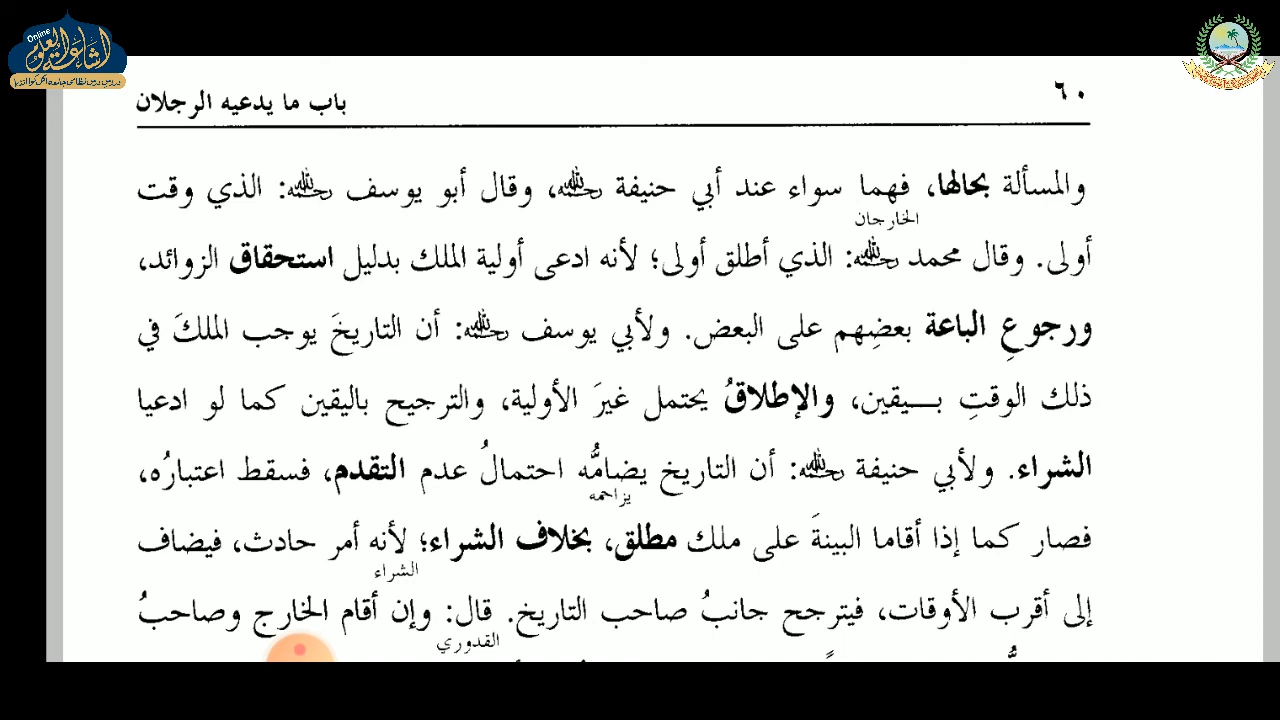 Online
اشاعة العلوم
٦٠
باب ما يدعيه الرجلان
والمسألة بحالها، فهما سواء عند أبي حنيفة رحمه الله، وقال أبو يوسف رحمه الله: الذي وقت
الخارجان
أولى. وقال محمد رحمه الله: الذي أطلق أولى؛ لأنه ادعى أولية الملك بدليل استحقاق الزوائد،
ورجوعِ الباعة بعضِهم على البعض. ولأبي يوسف رحمه الله: أن التاريخَ يوجب الملكَ في
ذلك الوقتِ بـــيقين، والإطلاقُ يحتمل غيرَ الأولية، والترجيح باليقين كما لو ادعيا
الشراء. ولأبي حنيفة رحمه الله: أن التاريخ يضامُّه احتمالُ عدم التقدم، فسقط اعتبارُه،
يزاحمه
فصار كما إذا أقاما البينةَ على ملك مطلق، بخلاف الشراء؛ لأنه أمر حادث، فيضاف
الشراء
إلى أقرب الأوقات، فيترجح جانبُ صاحب التاريخ. قال: وإن أقام الخارج وصاحبُ
القدوري